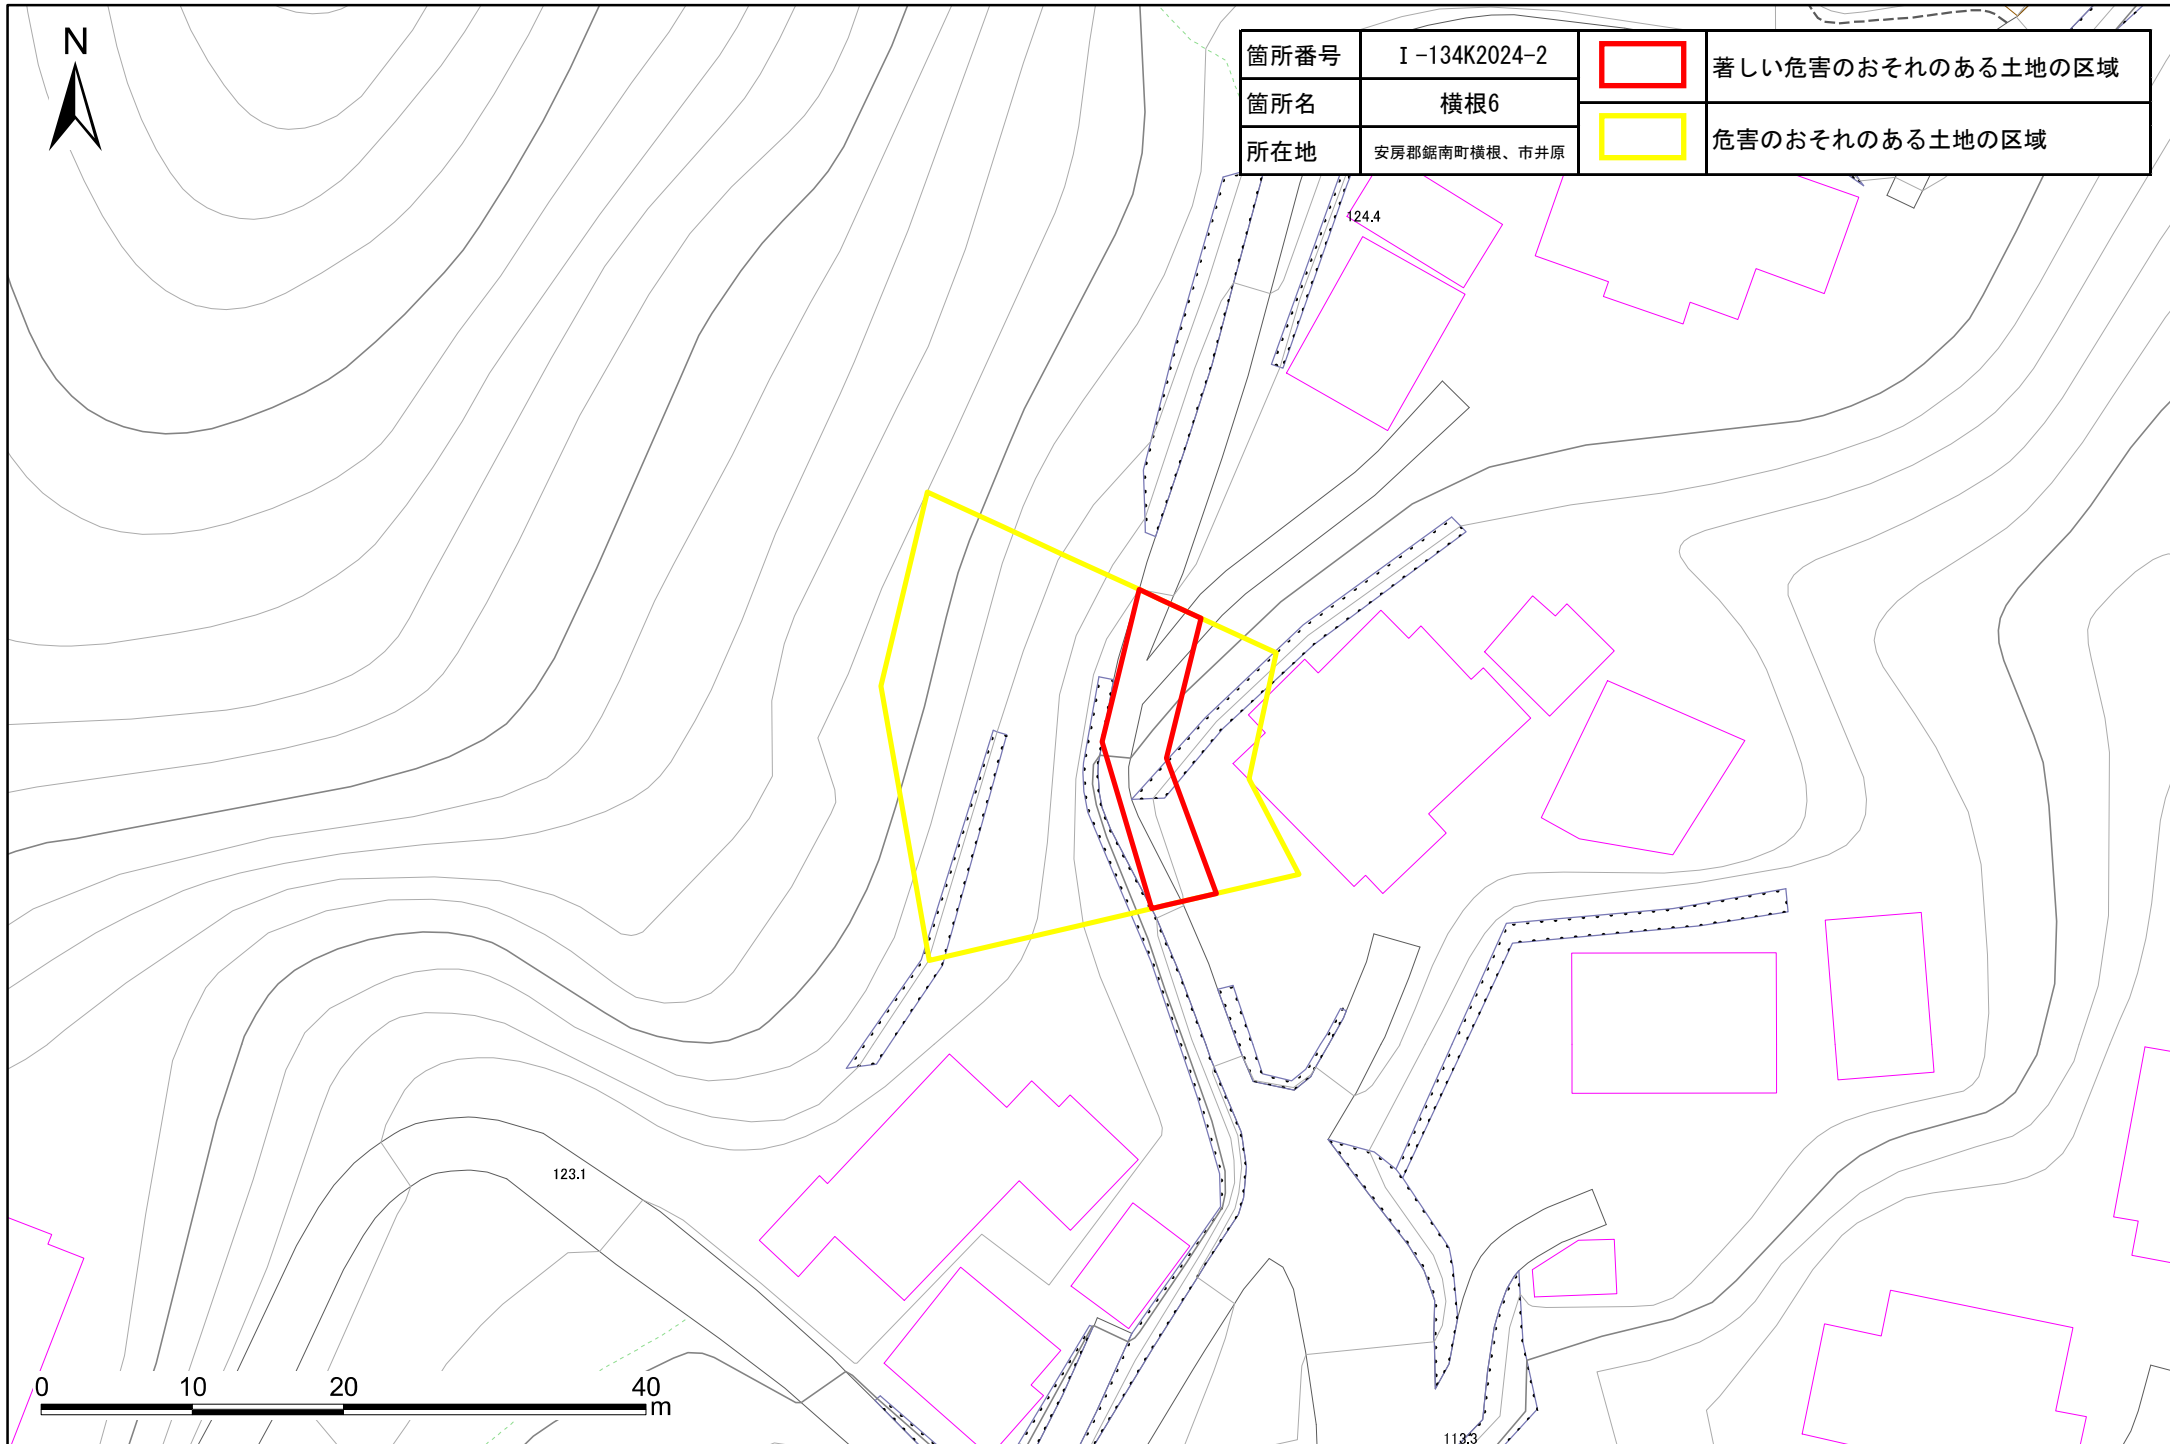 N
箇所番号 Ⅰ-134K2024-2
著しい危害のおそれのある土地の区域
箇所名 横根6
危害のおそれのある土地の区域
所在地 安房郡鋸南町横根、市井原
124.4
123.1
0 10 20 40 m
113.3